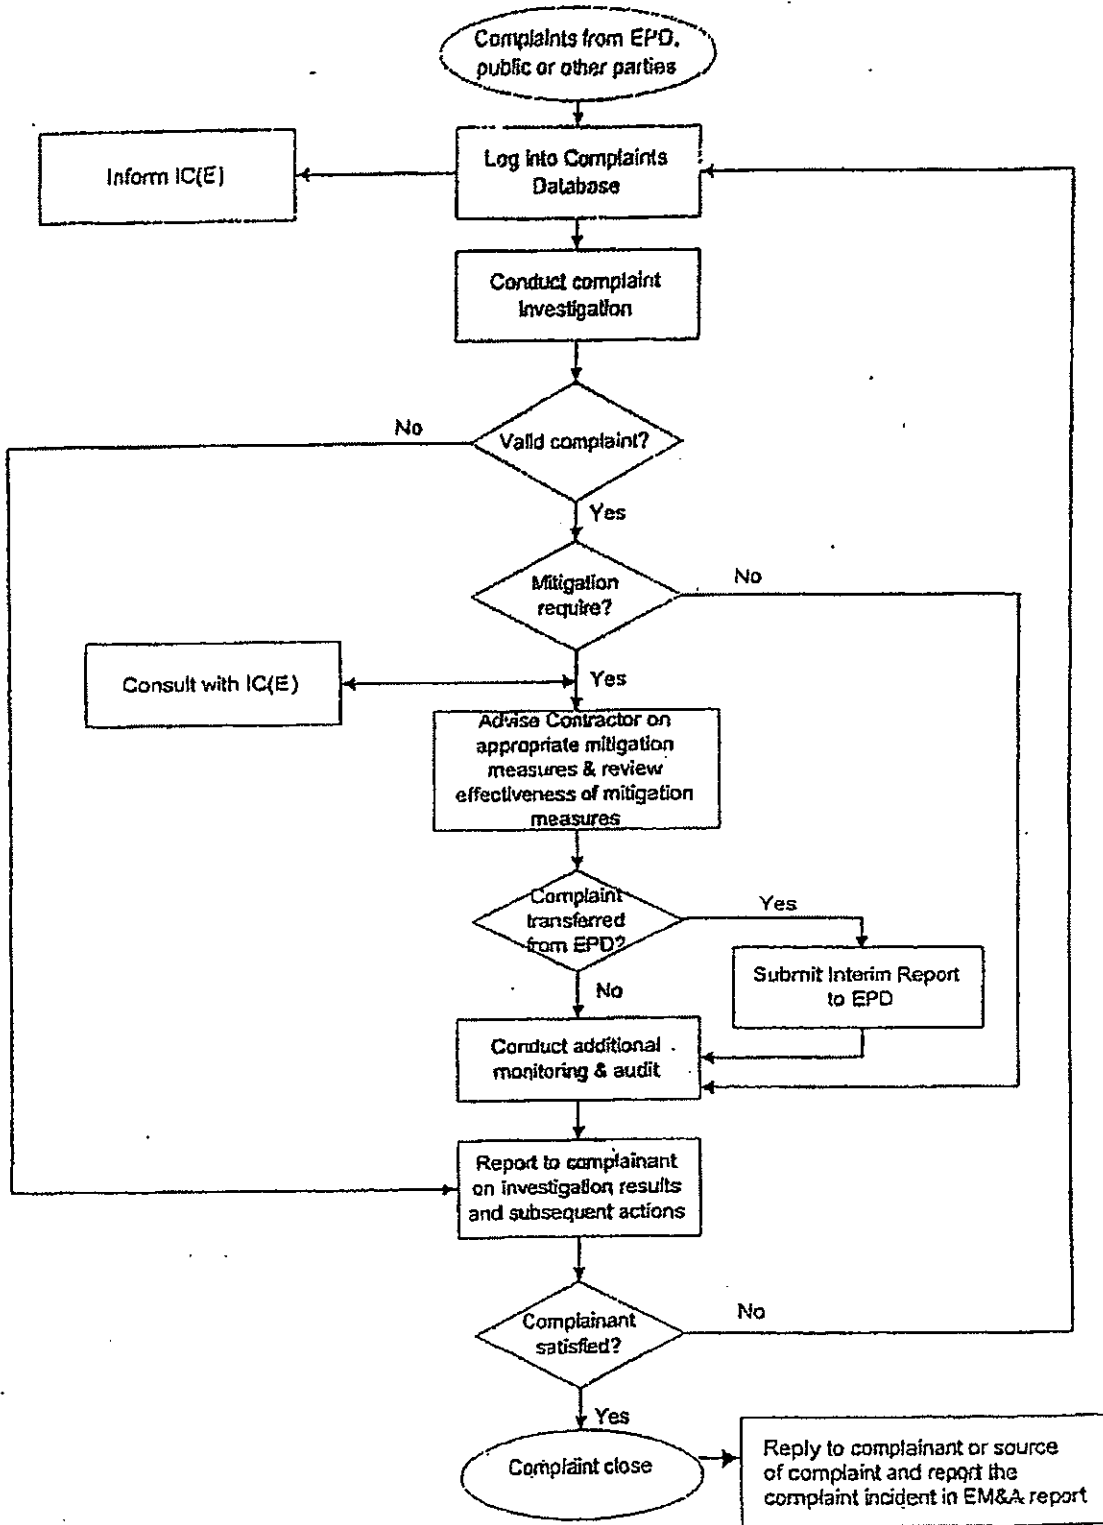 Complaints from EPD,
public or other parties
Inform IC(E)
Log into Complaints
Database
Conduct complaint
Investigation
No
Valid complaint?
Yes
Mitigation
require?
No
Consult with IC(E)
Yes
Advise Contractor on
appropriate mitigation
measures & review
effectiveness of mitigation
measures
Complaint
transferred
from EPD?
Yes
Submit Interim Report
to EPD
No
Conduct additional
monitoring & audit
Report to complainant
on investigation results
and subsequent actions
Complainant
satisfied?
No
Yes
Complaint close
Reply to complainant or source
of complaint and report the
complaint incident in EM&A report